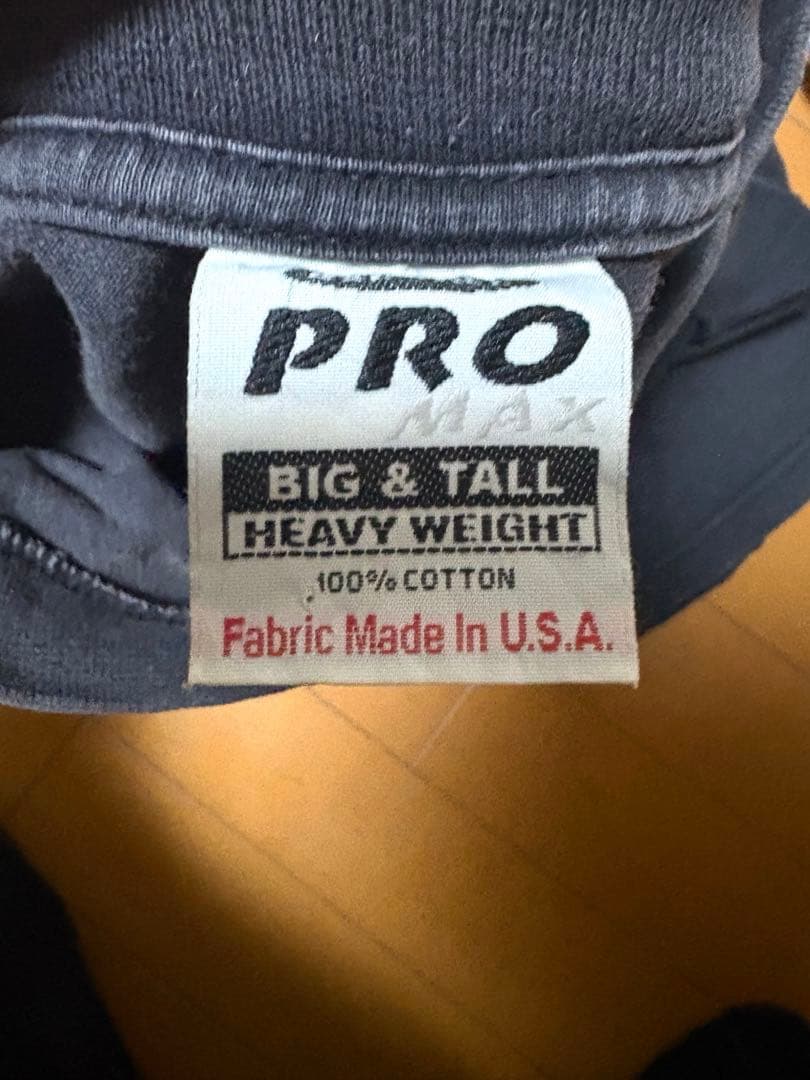 PRO
MAX
BIG & TALL
HEAVY WEIGHT
100% COTTON
Fabric Made In U.S.A.